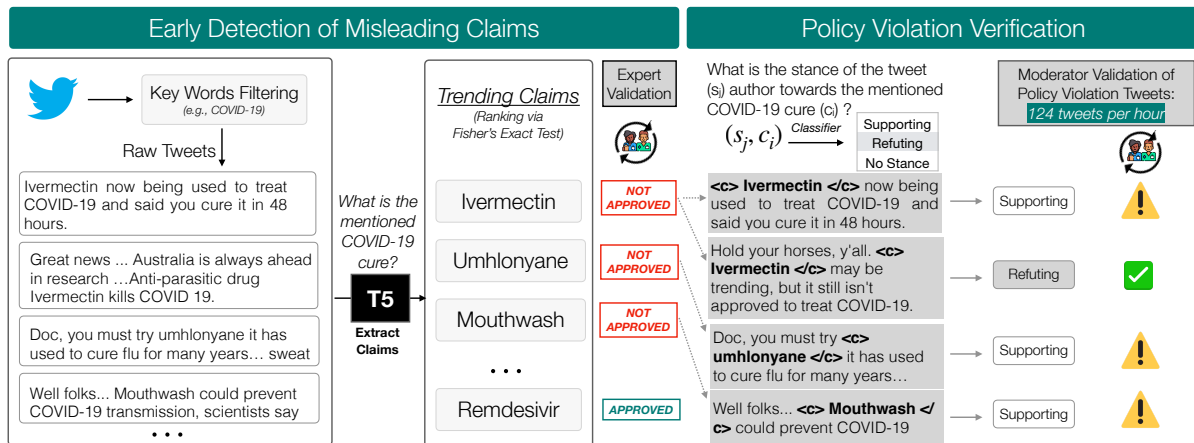 Early Detection of Misleading Claims
Policy Violation Verification
Key Words Filtering
(e.g., COVID-19)
Raw Tweets
Ivermectin now being used to treat
COVID-19 and said you cure it in 48
hours.
Great news ... Australia is always ahead
in research ...Anti-parasitic drug
Ivermectin kills COVID 19.
Doc, you must try umhlonyane it has
used to cure flu for many years... sweat
Well folks... Mouthwash could prevent
COVID-19 transmission, scientists say
• • •
What is the
mentioned
COVID-19
cure?
T5
Extract
Claims
Trending Claims
(Ranking via
Fisher's Exact Test)
Ivermectin
Umhlonyane
Mouthwash
• • •
Remdesivir
Expert
Validation
NOT
APPROVED
NOT
APPROVED
NOT
APPROVED
APPROVED
What is the stance of the tweet
(sⱼ) author towards the mentioned
COVID-19 cure (cᵢ) ?
(sⱼ, cᵢ)
Classifier
Supporting
Refuting
No Stance
<c> Ivermectin </c> now being
used to treat COVID-19 and
said you cure it in 48 hours.
Hold your horses, y'all. <c>
Ivermectin </c> may be
trending, but it still isn't
approved to treat COVID-19.
Doc, you must try <c>
umhlonyane </c> it has used
to cure flu for many years...
Well folks... <c> Mouthwash </
c> could prevent COVID-19
Moderator Validation of
Policy Violation Tweets:
124 tweets per hour
Supporting
Refuting
Supporting
Supporting